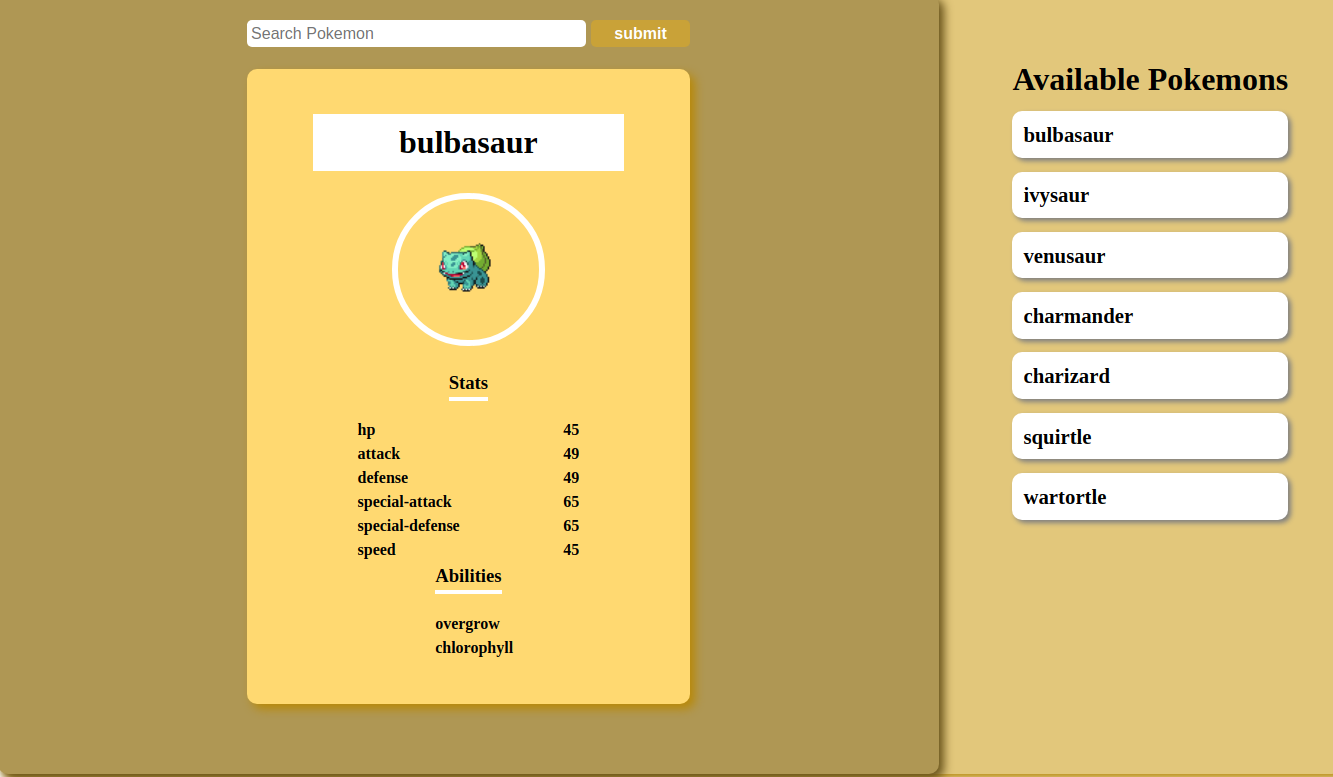 Search Pokemon submit
bulbasaur
Stats
hp 45
attack 49
defense 49
special-attack 65
special-defense 65
speed 45
Abilities
overgrow
chlorophyll
Available Pokemons
bulbasaur
ivysaur
venusaur
charmander
charizard
squirtle
wartortle